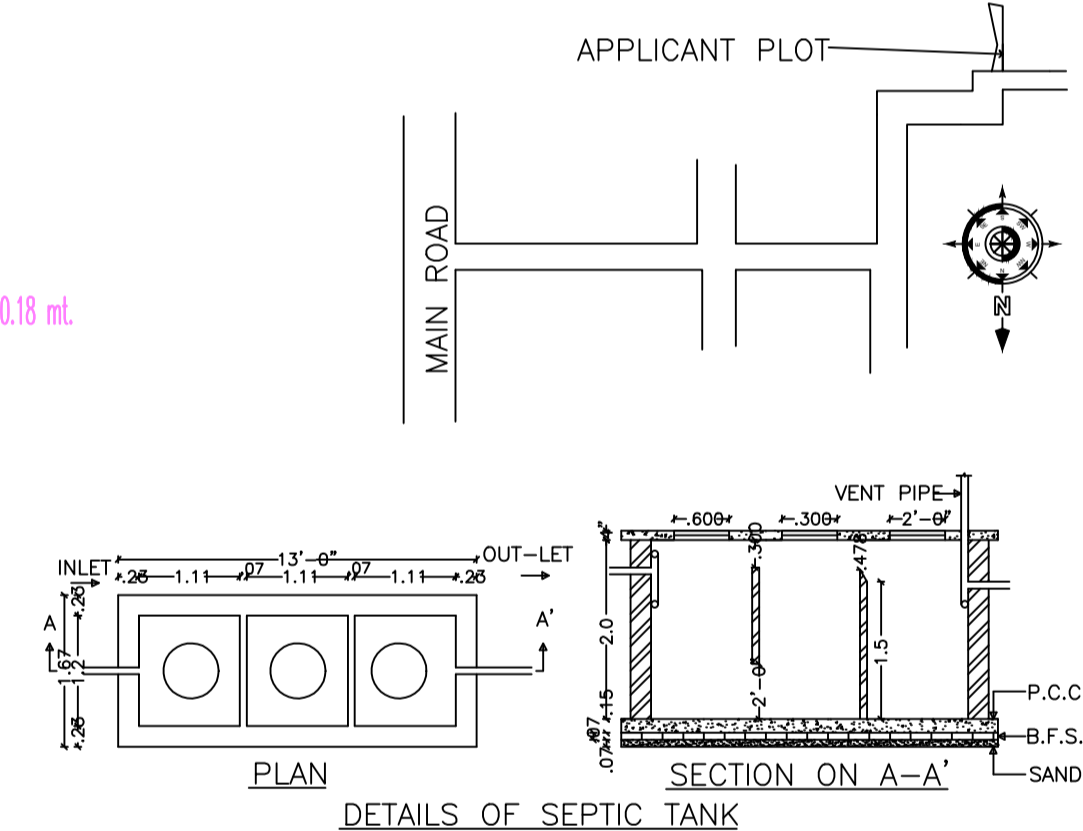 APPLICANT PLOT
MAIN ROAD
0.18 mt.
N
VENT PIPE
.600
.300
2'-0"
13'-0"
INLET
OUT-LET
.23
1.11
.07
1.11
.07
1.11
.23
A
A'
.23
1.67
1.2
.23
.300
.478
2.0
1.5
2'-0"
.15
.07
.07
P.C.C
B.F.S.
SAND
PLAN
SECTION ON A-A'
DETAILS OF SEPTIC TANK